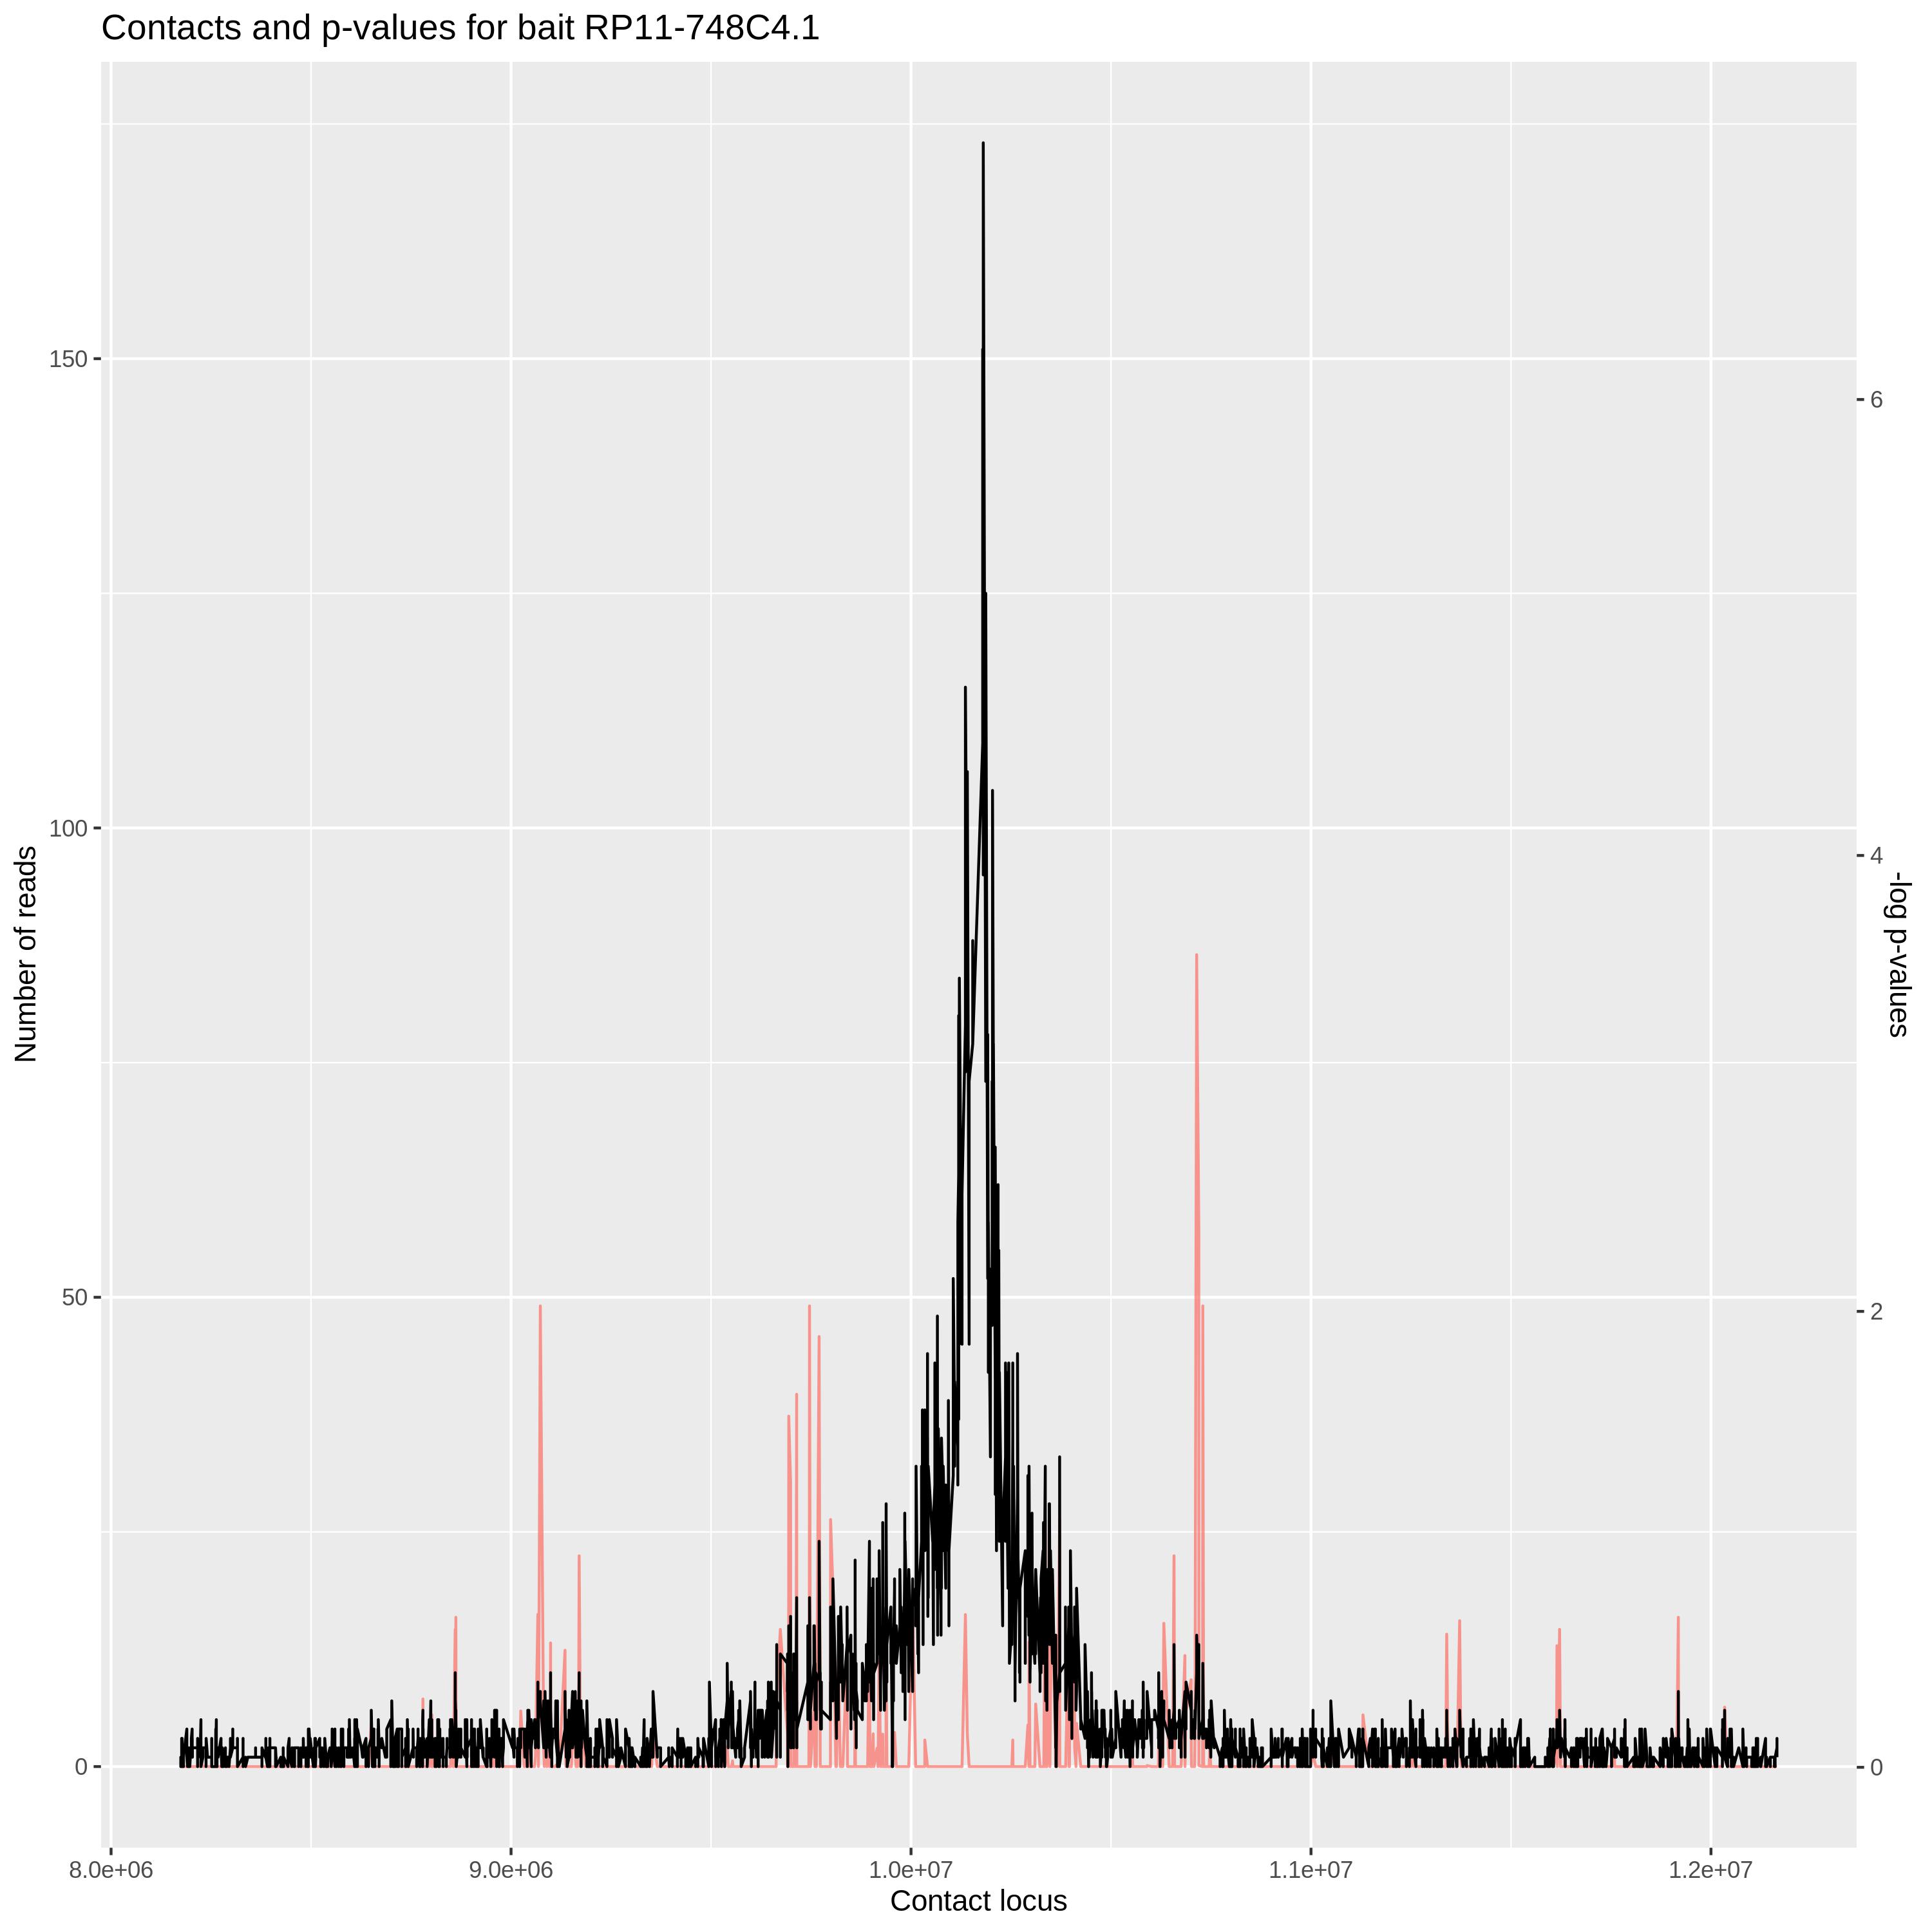 Contacts and p-values for bait RP11-748C4.1
150
100
50
0
Number of reads
6
4
2
0
-log p-values
8.0e+06 9.0e+06 1.0e+07 1.1e+07 1.2e+07
Contact locus